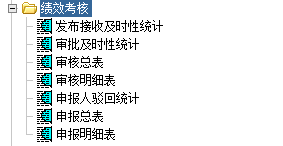 绩效考核
发布接收及时性统计
审批及时性统计
审核总表
审核明细表
申报人驳回统计
申报总表
申报明细表